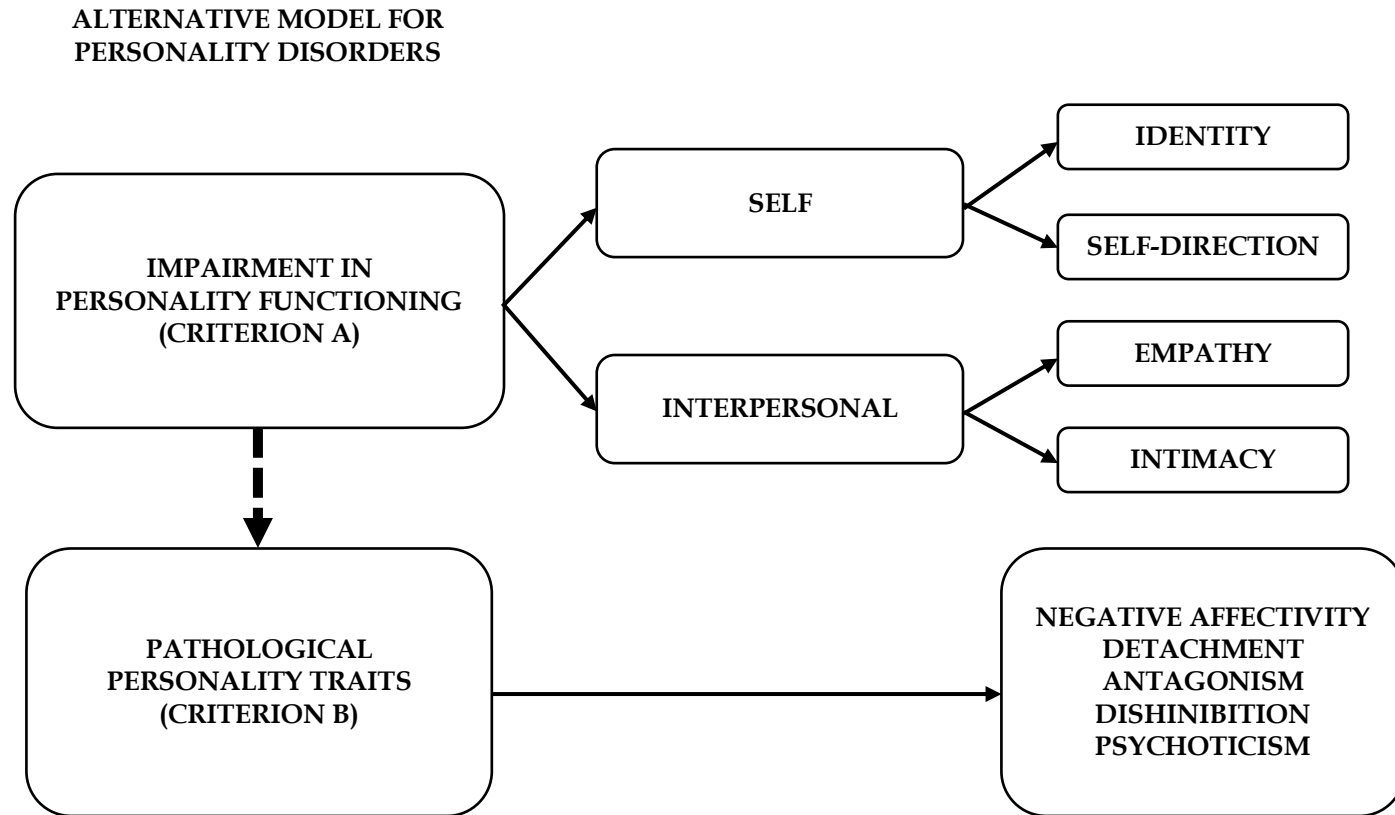 ALTERNATIVE MODEL FOR
PERSONALITY DISORDERS
IMPAIRMENT IN
PERSONALITY FUNCTIONING
(CRITERION A)
SELF
INTERPERSONAL
IDENTITY
SELF-DIRECTION
EMPATHY
INTIMACY
PATHOLOGICAL
PERSONALITY TRAITS
(CRITERION B)
NEGATIVE AFFECTIVITY
DETACHMENT
ANTAGONISM
DISHINIBITION
PSYCHOTICISM